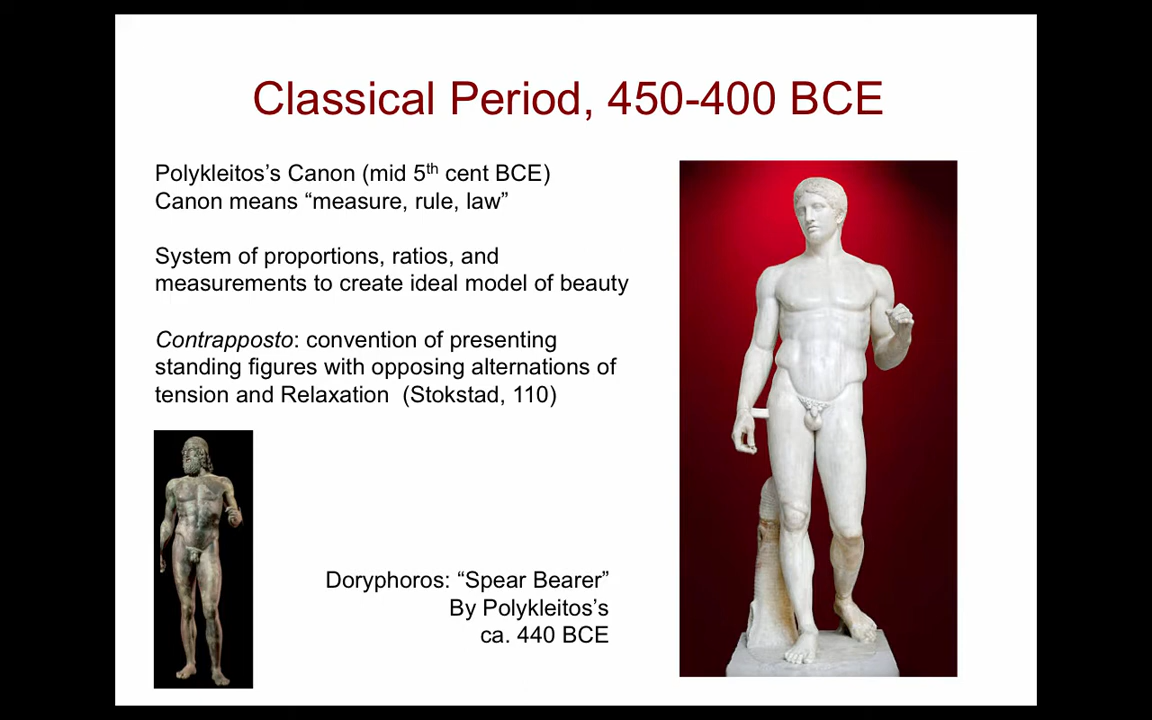 Classical Period, 450-400 BCE
Polykleitos’s Canon (mid 5th cent BCE)
Canon means “measure, rule, law”
System of proportions, ratios, and
measurements to create ideal model of beauty
Contrapposto: convention of presenting
standing figures with opposing alternations of
tension and Relaxation (Stokstad, 110)
Doryphoros: “Spear Bearer”
By Polykleitos’s
ca. 440 BCE